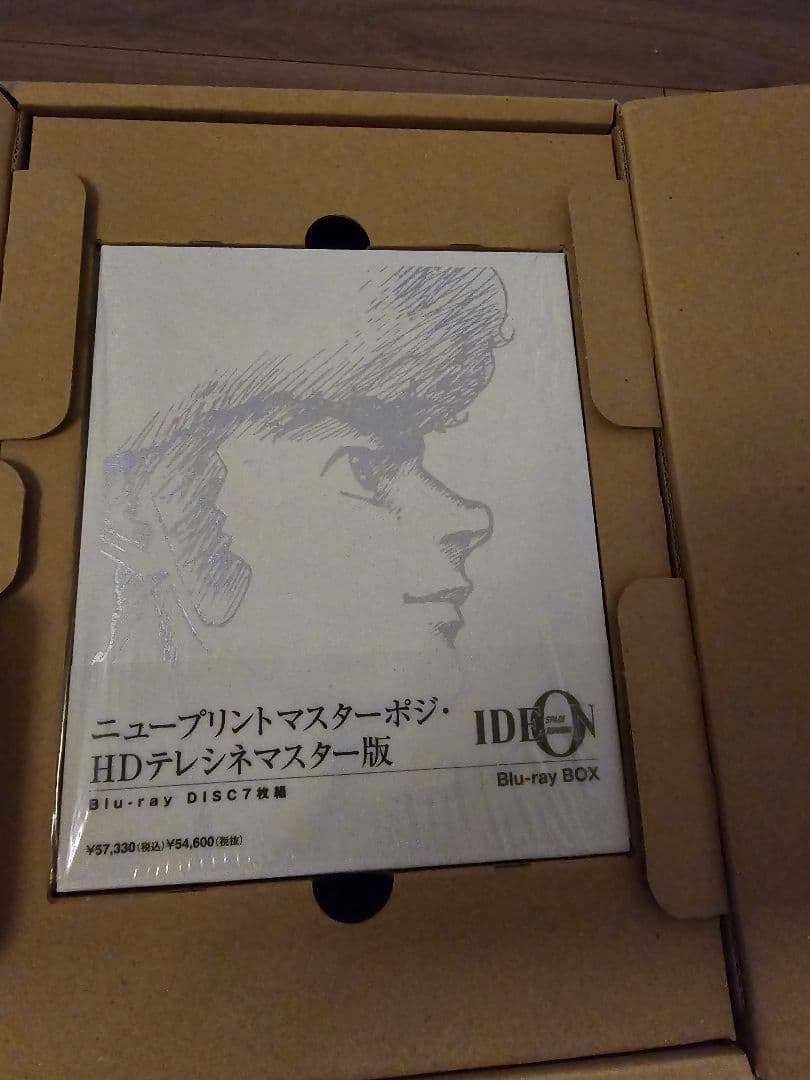 ニュープリントマスターポジ・
HDテレシネマスター版
Blu-ray DISC7枚組
¥57,330(税込)¥54,600(税抜)
IDEON
SPACE
RUNAWAY
Blu-ray BOX